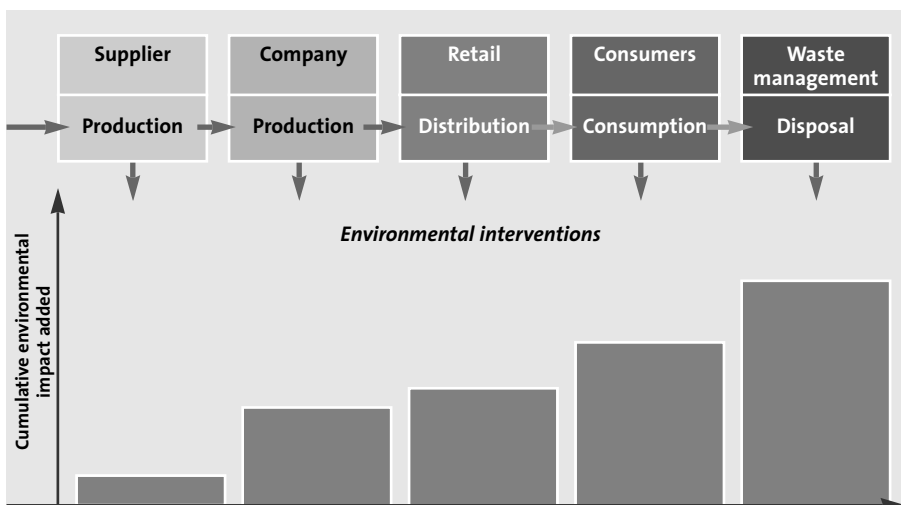 Supplier
Company
Retail
Consumers
Waste
management
Production
Production
Distribution
Consumption
Disposal
Environmental interventions
Cumulative environmental
impact added